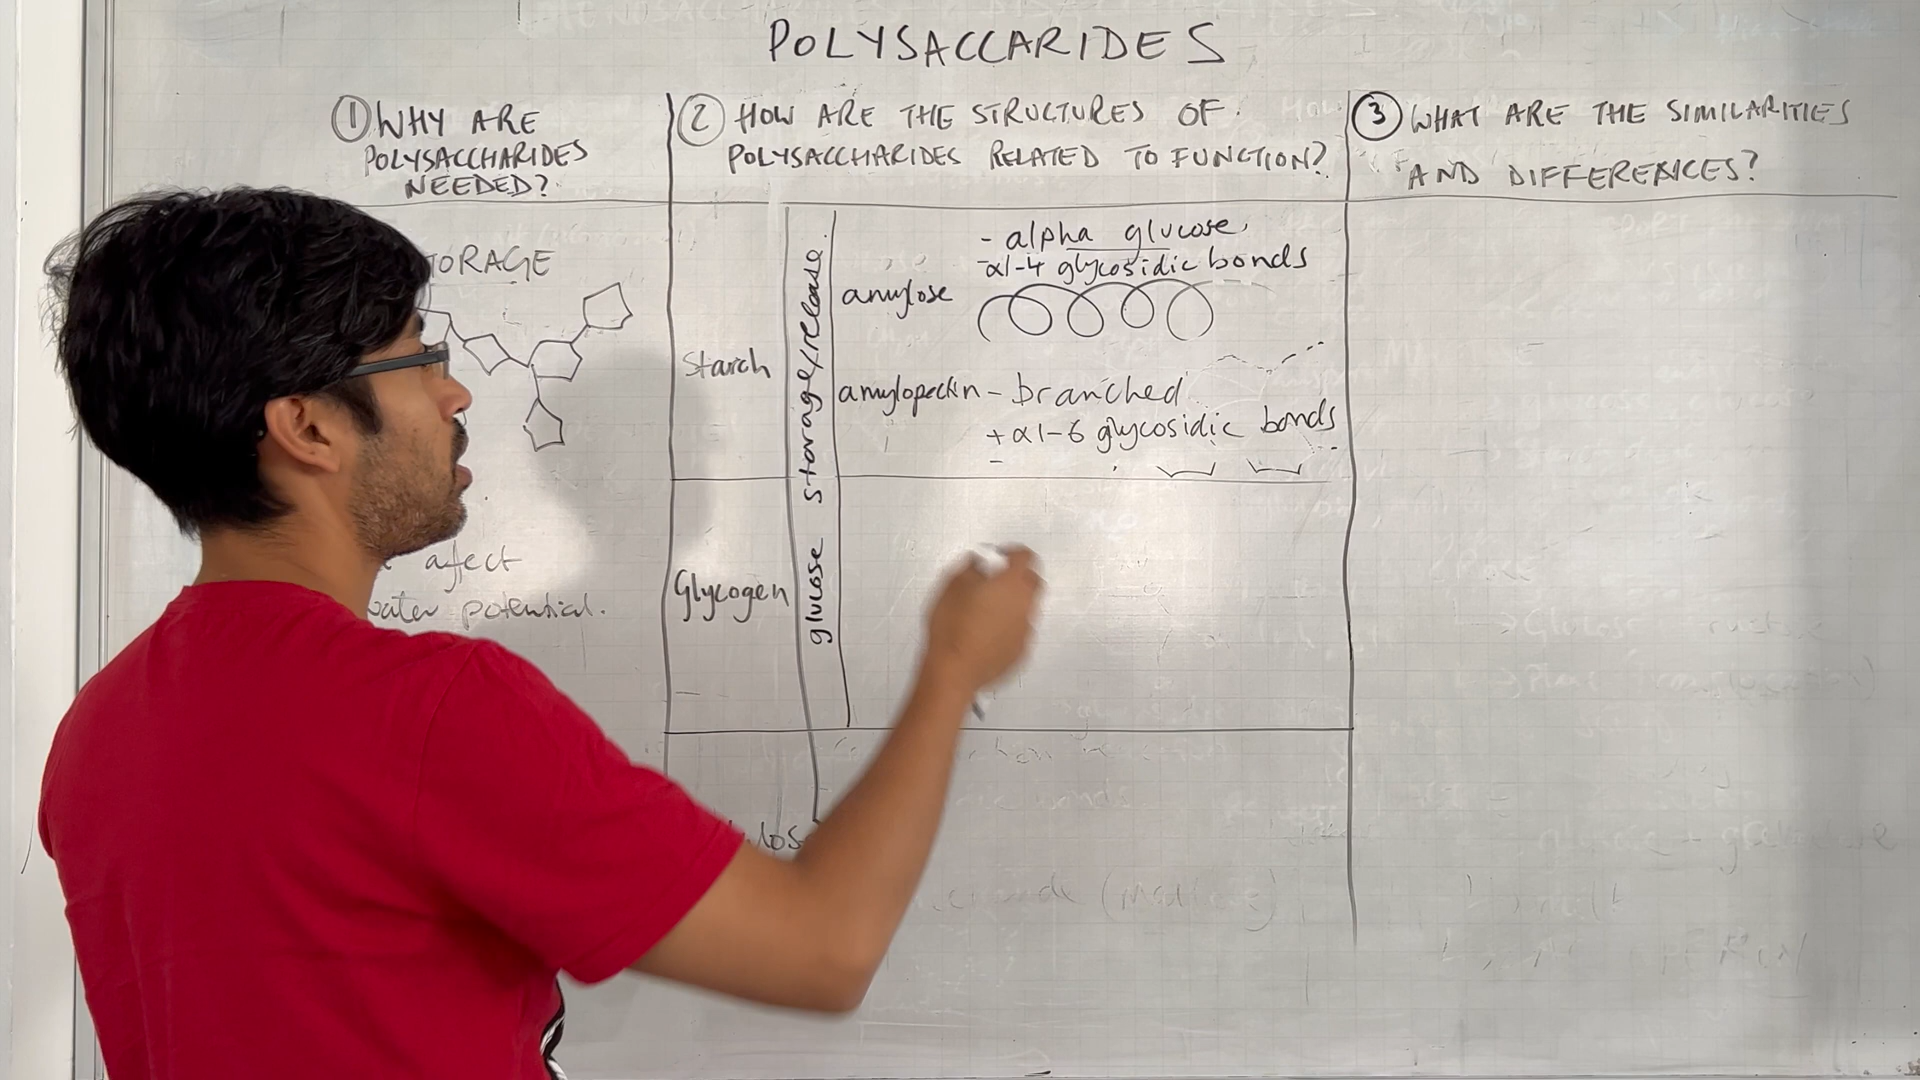 POLYSACCARIDES
① WHY ARE
POLYSACCHARIDES
NEEDED?
ORAGE
afect
water potential.
② HOW ARE THE STRUCTURES OF
POLYSACCHARIDES RELATED TO FUNCTION?
Starch
glucose storage/release
amylose
- alpha glucose
- α1-4 glycosidic bonds
amylopectin - branched
+ α1-6 glycosidic bonds
Glycogen
③ WHAT ARE THE SIMILARITIES
AND DIFFERENCES?